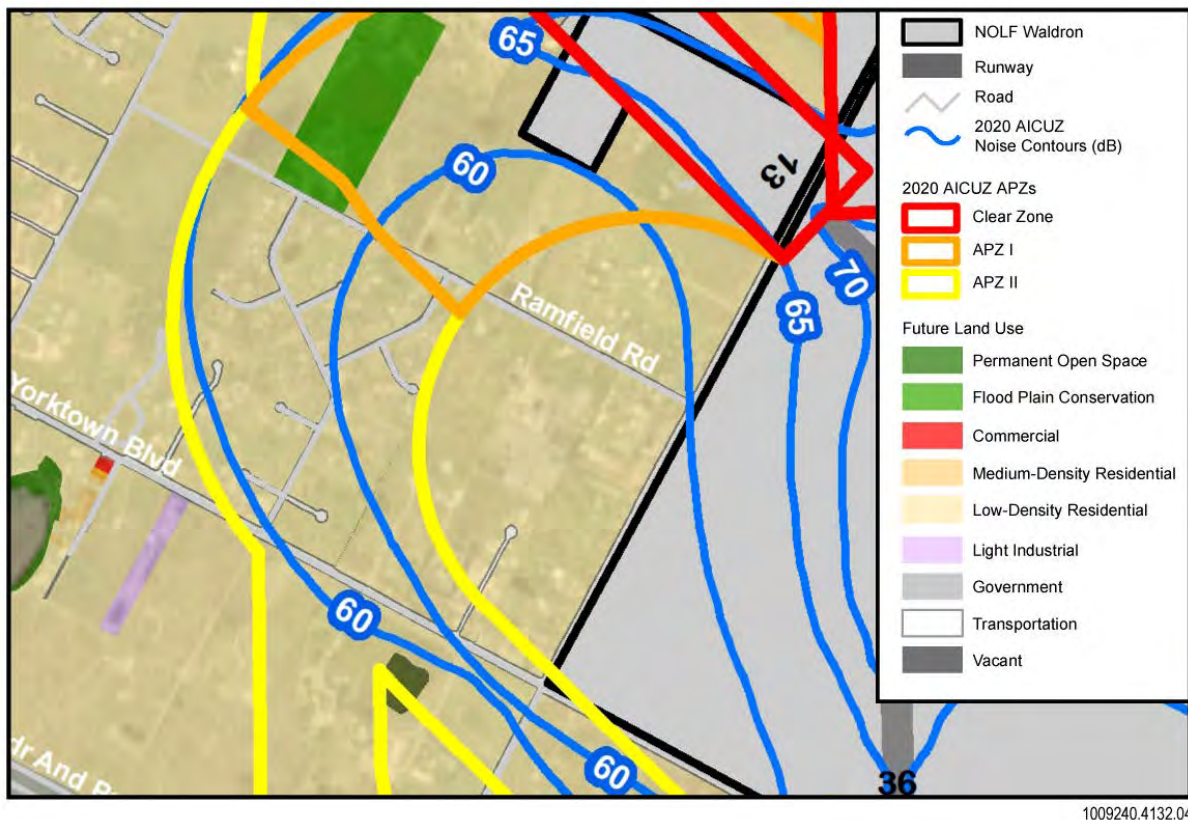 65
60
13
70
65
Ramfield Rd
Yorktown Blvd
60
60
36
NOLF Waldron
Runway
Road
2020 AICUZ
Noise Contours (dB)
2020 AICUZ APZs
Clear Zone
APZ I
APZ II
Future Land Use
Permanent Open Space
Flood Plain Conservation
Commercial
Medium-Density Residential
Low-Density Residential
Light Industrial
Government
Transportation
Vacant